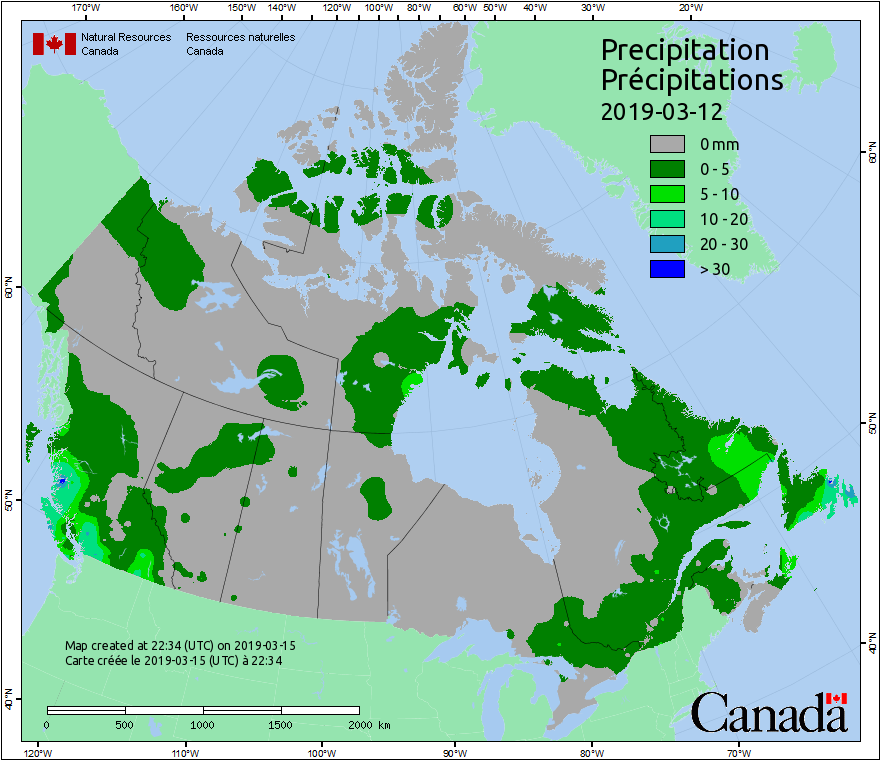 170°W 160°W 150°W 140°W 130°W 120°W 110°W 100°W 90°W 80°W 60°W 50°W 40°W 30°W 20°W
Natural Resources Ressources naturelles
Canada Canada
Precipitation
Précipitations
2019-03-12
0 mm
0 - 5
5 - 10
10 - 20
20 - 30
> 30
60°N
60°N
50°N
50°N
40°N
40°N
Map created at 22:34 (UTC) on 2019-03-15
Carte créée le 2019-03-15 (UTC) à 22:34
0 500 1000 1500 2000 km
Canada
120°W 110°W 100°W 90°W 80°W 70°W